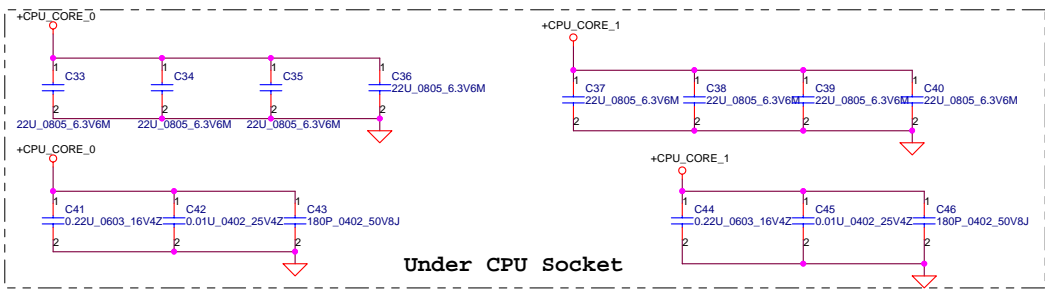 +CPU_CORE_0
1 1 1 1
C33 C34 C35 C36
22U_0805_6.3V6M
2 2 2 2
22U_0805_6.3V6M 22U_0805_6.3V6M 22U_0805_6.3V6M
+CPU_CORE_1
1 1 1 1
C37 C38 C39 C40
22U_0805_6.3V6M 22U_0805_6.3V6M 22U_0805_6.3V6M 22U_0805_6.3V6M
2 2 2 2
+CPU_CORE_0
1 1 1
C41 C42 C43
0.22U_0603_16V4Z 0.01U_0402_25V4Z 180P_0402_50V8J
2 2 2
+CPU_CORE_1
1 1 1
C44 C45 C46
0.22U_0603_16V4Z 0.01U_0402_25V4Z 180P_0402_50V8J
2 2 2
Under CPU Socket